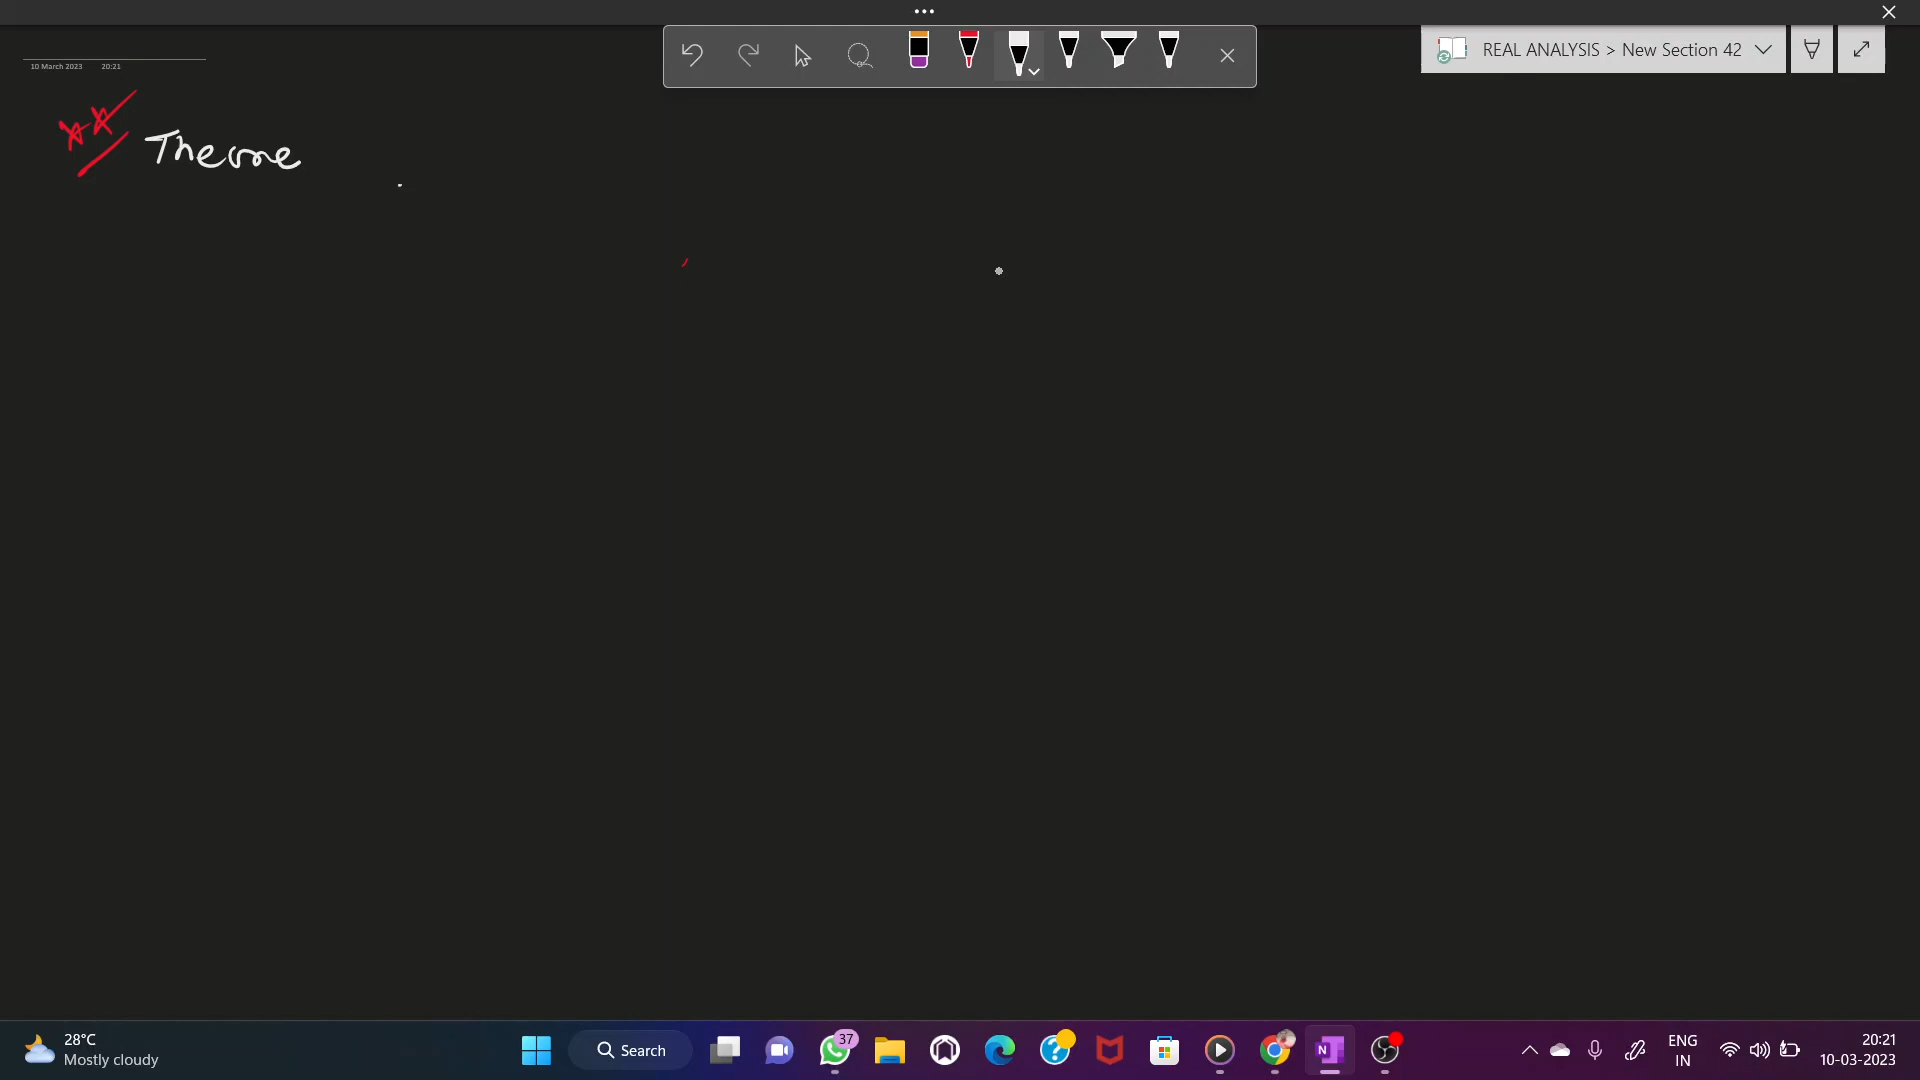 REAL ANALYSIS > New Section 42
10 March 2023 20:21
Theome
28°C
Mostly cloudy
Search
37
ENG
IN
20:21
10-03-2023